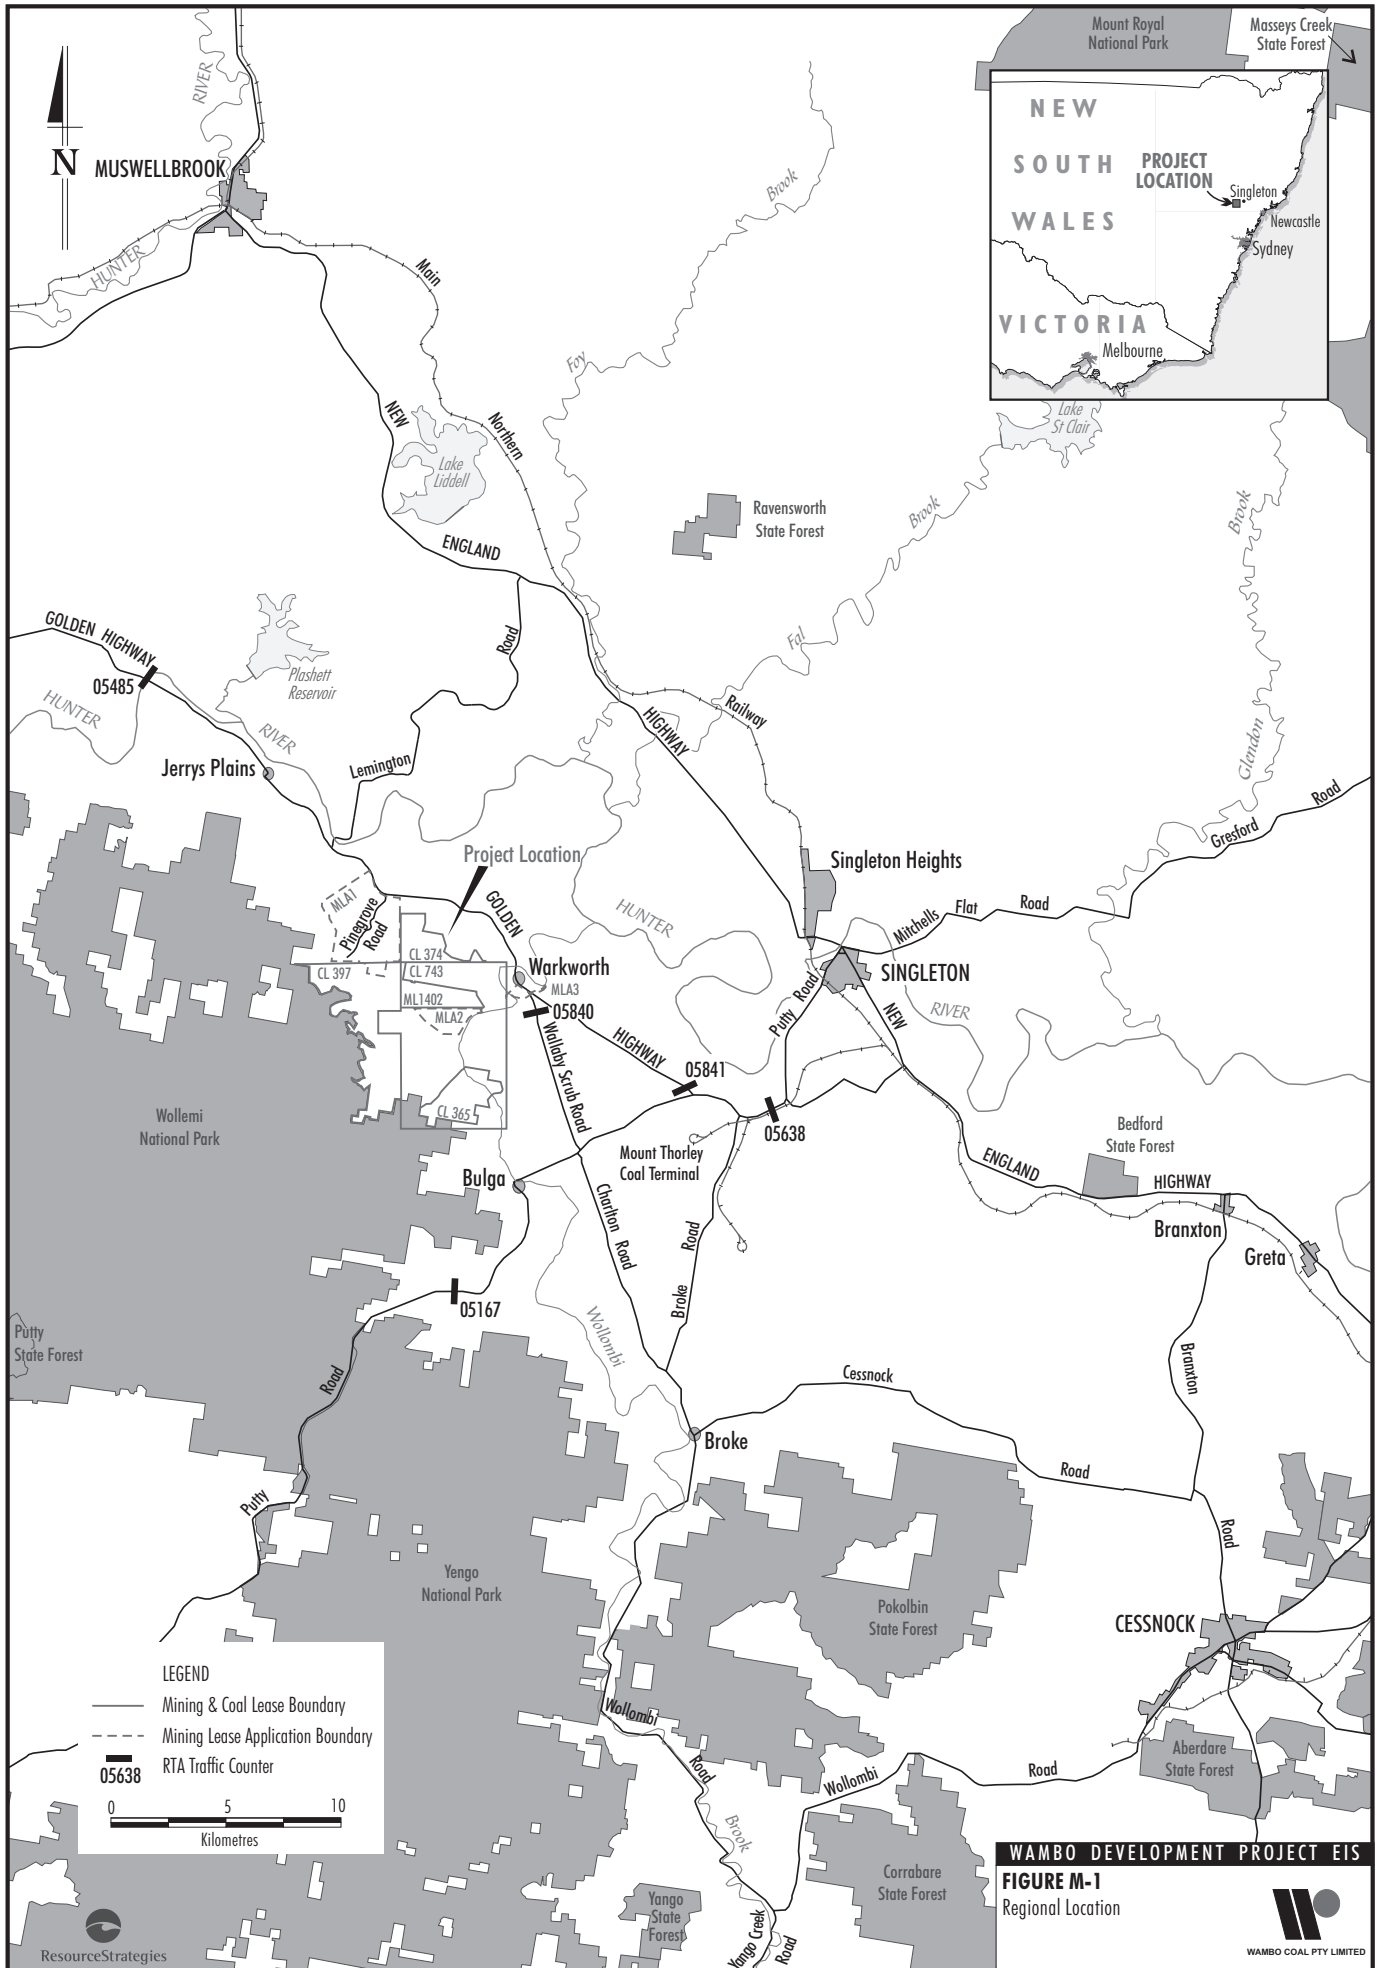 Mount Royal
National Park
Masseys Creek
State Forest
NEW
SOUTH
WALES
PROJECT
LOCATION
Singleton
Newcastle
Sydney
VICTORIA
Melbourne
RIVER
N
MUSWELLBROOK
HUNTER
Main
Brook
Foy
NEW
Northern
Lake
Liddell
Lake
St Clair
Ravensworth
State Forest
Brook
Brook
ENGLAND
GOLDEN HIGHWAY
Road
Fal
05485
Plashett
Reservoir
HUNTER
RIVER
HIGHWAY
Railway
Glendon
Jerrys Plains
Lemington
Road
Gresford
Project Location
Singleton Heights
MLA1
Pinegrove
Road
GOLDEN
HUNTER
Mitchells
Flat
Road
CL 374
CL 397
CL 743
Warkworth
MLA3
SINGLETON
ML1402
MLA2
05840
Putty
Road
NEW
RIVER
HIGHWAY
Wallaby Scrub Road
05841
CL 365
Wollemi
National Park
05638
Bedford
State Forest
Mount Thorley
Coal Terminal
ENGLAND
HIGHWAY
Bulga
Charlton
Road
Broke
Road
Branxton
Greta
05167
Wollombi
Putty
State Forest
Road
Cessnock
Branxton
Broke
Road
Putty
Road
Yengo
National Park
Pokolbin
State Forest
CESSNOCK
LEGEND
Mining & Coal Lease Boundary
Mining Lease Application Boundary
05638
RTA Traffic Counter
0
5
10
Kilometres
Wollombi
Road
Wollombi
Road
Aberdare
State Forest
Brook
Corrabare
State Forest
Yango
State
Forest
Yango Creek
Road
ResourceStrategies
WAMBO DEVELOPMENT PROJECT EIS
FIGURE M-1
Regional Location
WAMBO COAL PTY LIMITED